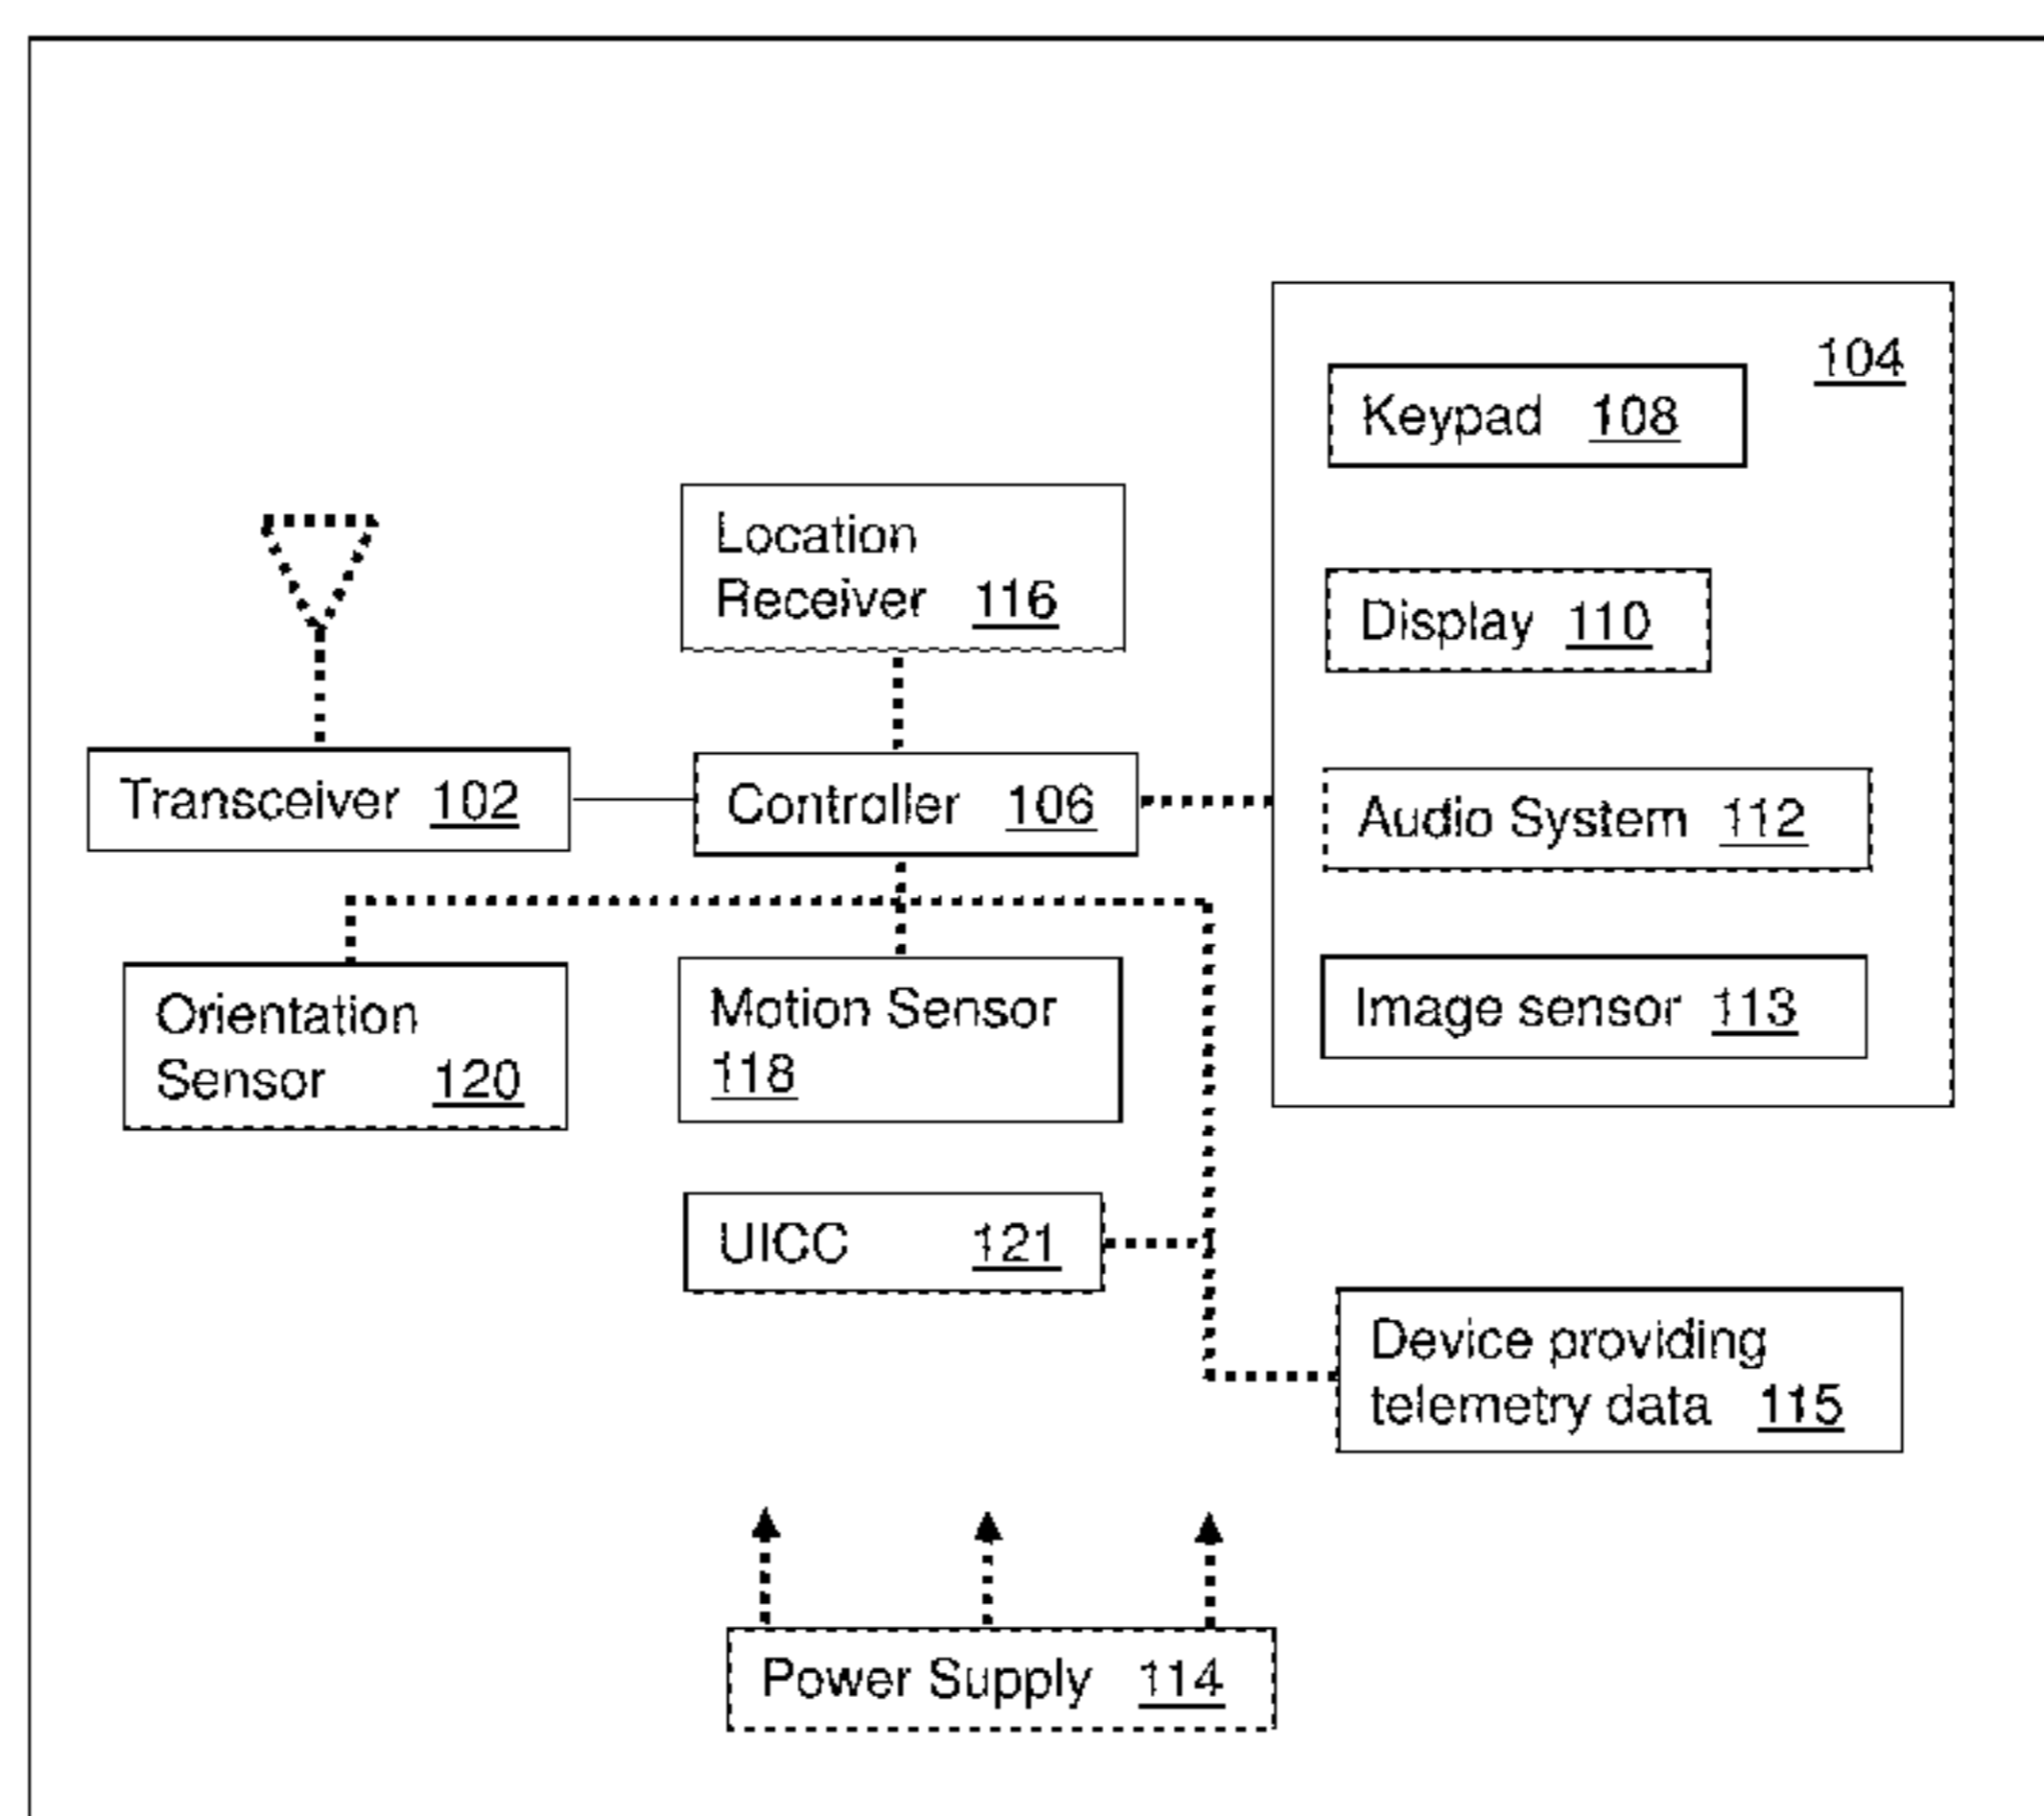 104
Keypad 108
Location
Receiver 116
Display 110
Transceiver 102
Controller 106
Audio System 112
Orientation
Sensor 120
Motion Sensor
118
Image sensor 113
UICC 121
Device providing
telemetry data 115
Power Supply 114